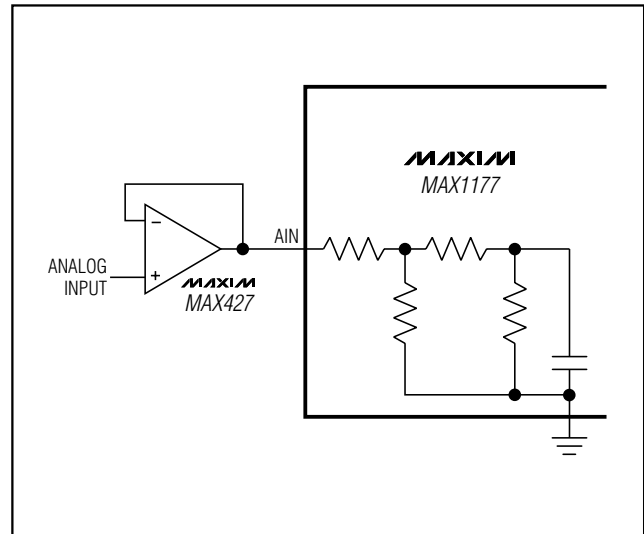 MAXIM
MAX1177
AIN
−
ANALOG
INPUT
+
MAXIM
MAX427